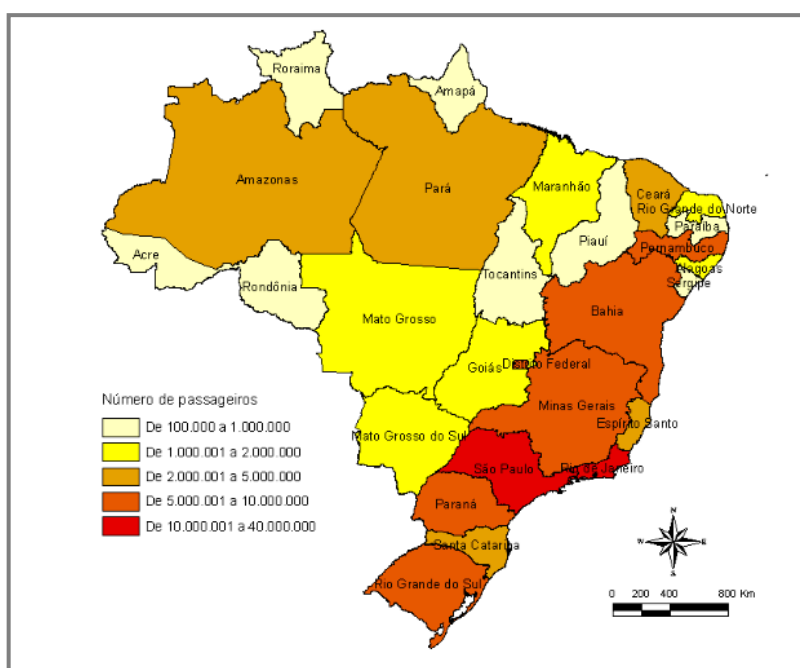 Roraima
Amapá
Amazonas
Pará
Maranhão
Ceará
Rio Grande do Norte
Paraíba
Piauí
Pernambuco
Acre
Alagoas
Tocantins
Sergipe
Rondônia
Bahia
Mato Grosso
Goiás
Distrito Federal
Número de passageiros
Minas Gerais
De 100.000 a 1.000.000
Espírito Santo
De 1.000.001 a 2.000.000
Mato Grosso do Sul
De 2.000.001 a 5.000.000
São Paulo
Rio de Janeiro
De 5.000.001 a 10.000.000
Paraná
De 10.000.001 a 40.000.000
Santa Catarina
N
W E
S
Rio Grande do Sul
0 200 400 800 Km